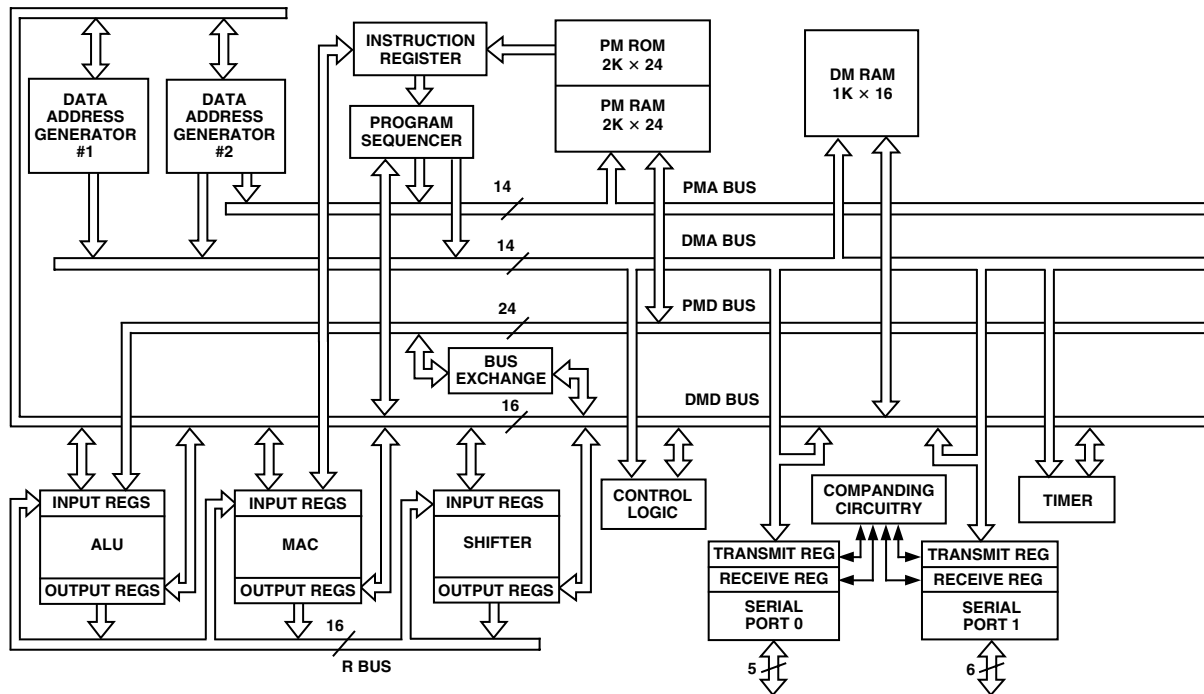 INSTRUCTION
REGISTER
PM ROM
2K × 24
PM RAM
2K × 24
DM RAM
1K × 16
DATA
ADDRESS
GENERATOR
#1
DATA
ADDRESS
GENERATOR
#2
PROGRAM
SEQUENCER
14
PMA BUS
14
DMA BUS
24
PMD BUS
BUS
EXCHANGE
16
DMD BUS
INPUT REGS
ALU
OUTPUT REGS
INPUT REGS
MAC
OUTPUT REGS
INPUT REGS
SHIFTER
OUTPUT REGS
16
R BUS
CONTROL
LOGIC
COMPANDING
CIRCUITRY
TIMER
TRANSMIT REG
RECEIVE REG
SERIAL
PORT 0
5
TRANSMIT REG
RECEIVE REG
SERIAL
PORT 1
6